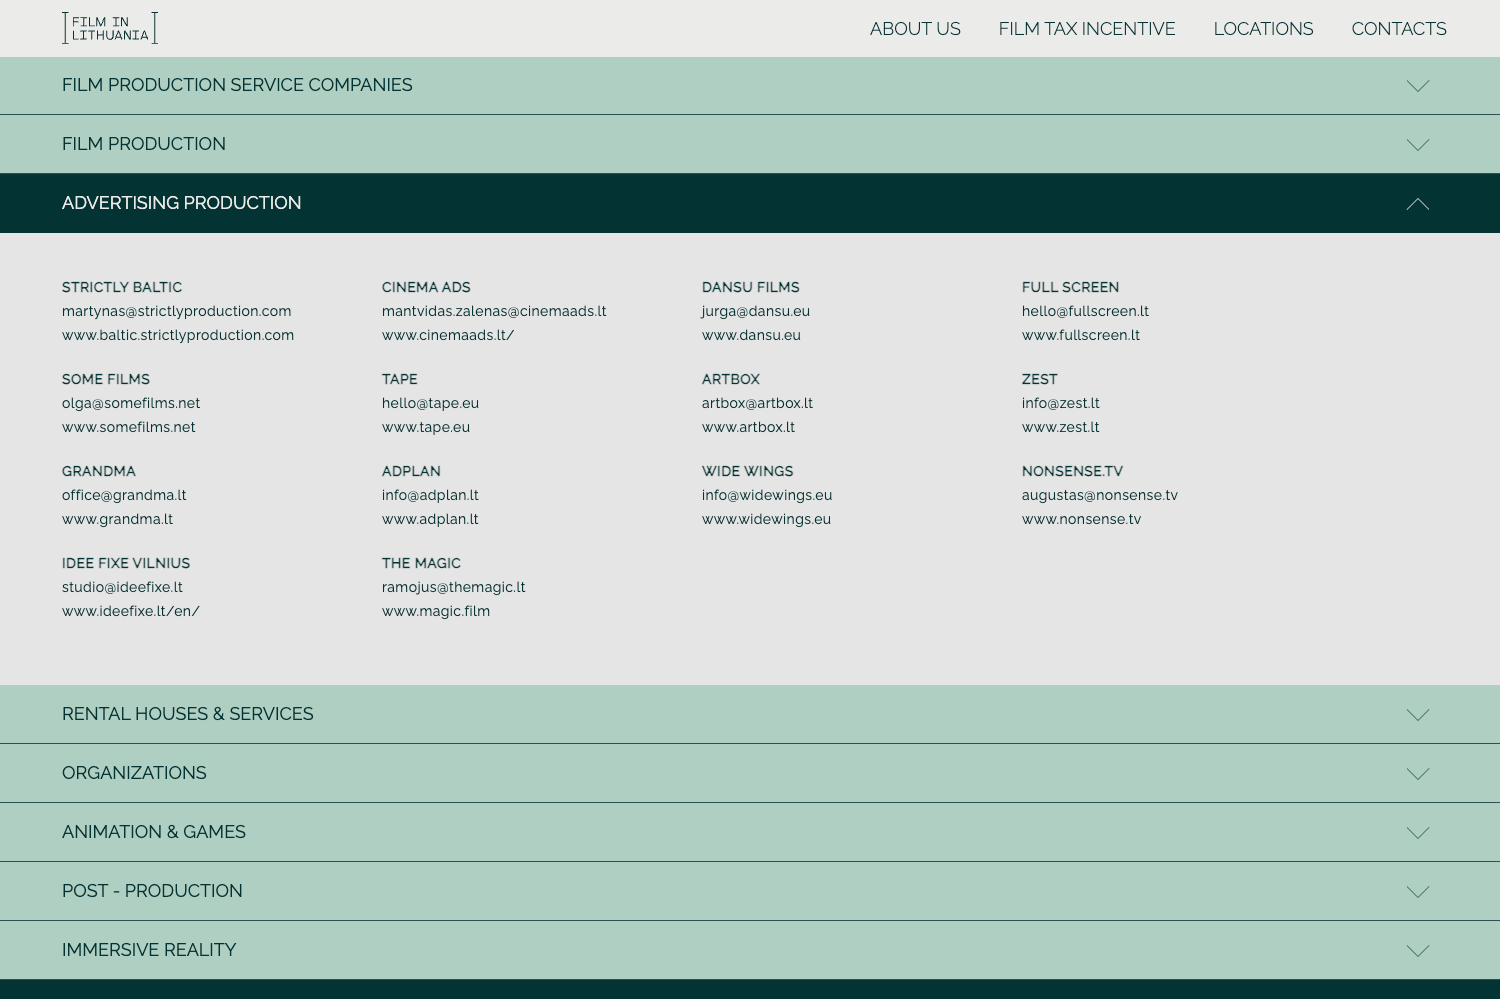 FILM IN
LITHUANIA
ABOUT US
FILM TAX INCENTIVE
LOCATIONS
CONTACTS
FILM PRODUCTION SERVICE COMPANIES
FILM PRODUCTION
ADVERTISING PRODUCTION
STRICTLY BALTIC
martynas@strictlyproduction.com
www.baltic.strictlyproduction.com
CINEMA ADS
mantvidas.zalenas@cinemaads.lt
www.cinemaads.lt/
DANSU FILMS
jurga@dansu.eu
www.dansu.eu
FULL SCREEN
hello@fullscreen.lt
www.fullscreen.lt
SOME FILMS
olga@somefilms.net
www.somefilms.net
TAPE
hello@tape.eu
www.tape.eu
ARTBOX
artbox@artbox.lt
www.artbox.lt
ZEST
info@zest.lt
www.zest.lt
GRANDMA
office@grandma.lt
www.grandma.lt
ADPLAN
info@adplan.lt
www.adplan.lt
WIDE WINGS
info@widewings.eu
www.widewings.eu
NONSENSE.TV
augustas@nonsense.tv
www.nonsense.tv
IDEE FIXE VILNIUS
studio@ideefixe.lt
www.ideefixe.lt/en/
THE MAGIC
ramojus@themagic.lt
www.magic.film
RENTAL HOUSES & SERVICES
ORGANIZATIONS
ANIMATION & GAMES
POST - PRODUCTION
IMMERSIVE REALITY